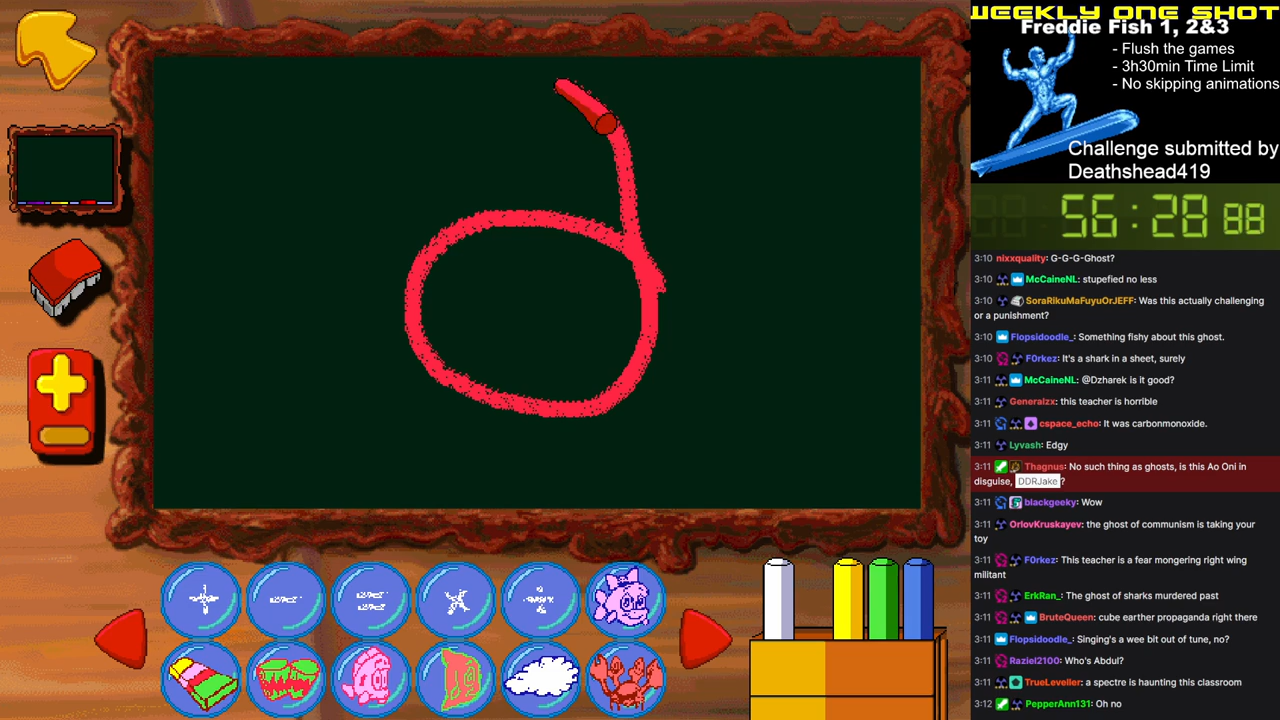 WEEKLY ONE SHOT
Freddie Fish 1, 2&3
- Flush the games
- 3h30min Time Limit
- No skipping animations
Challenge submitted by
Deathshead419
56:28 88
3:10 nixxquality: G-G-G-Ghost?
3:10 McCaineNL: stupefied no less
3:10 SoraRikuMaFuyuOrJEFF: Was this actually challenging
or a punishment?
3:10 Flopsidoodle_: Something fishy about this ghost.
3:10 F0rkez: It's a shark in a sheet, surely
3:11 McCaineNL: @Dzharek is it good?
3:11 Generalzx: this teacher is horrible
3:11 cspace_echo: It was carbonmonoxide.
3:11 Lyvash: Edgy
3:11 Thagnus: No such thing as ghosts, is this Ao Oni in
disguise, DDRJake ?
3:11 blackgeeky: Wow
3:11 OrlovKruskayev: the ghost of communism is taking your
toy
3:11 F0rkez: This teacher is a fear mongering right wing
militant
3:11 ErkRan_: The ghost of sharks murdered past
3:11 BruteQueen: cube earther propaganda right there
3:11 Flopsidoodle_: Singing's a wee bit out of tune, no?
3:11 Raziel2100: Who's Abdul?
3:11 TrueLeveller: a spectre is haunting this classroom
3:12 PepperAnn131: Oh no